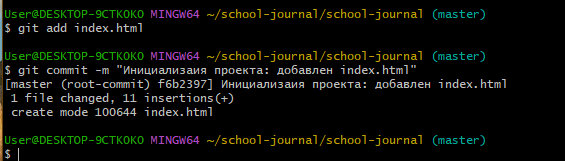 User@DESKTOP-9CTKOKO MINGW64 ~/school-journal/school-journal (master)
$ git add index.html
User@DESKTOP-9CTKOKO MINGW64 ~/school-journal/school-journal (master)
$ git commit -m "Инициализаия проекта: добавлен index.html"
[master (root-commit) f6b2397] Инициализаия проекта: добавлен index.html
1 file changed, 11 insertions(+)
create mode 100644 index.html
User@DESKTOP-9CTKOKO MINGW64 ~/school-journal/school-journal (master)
$